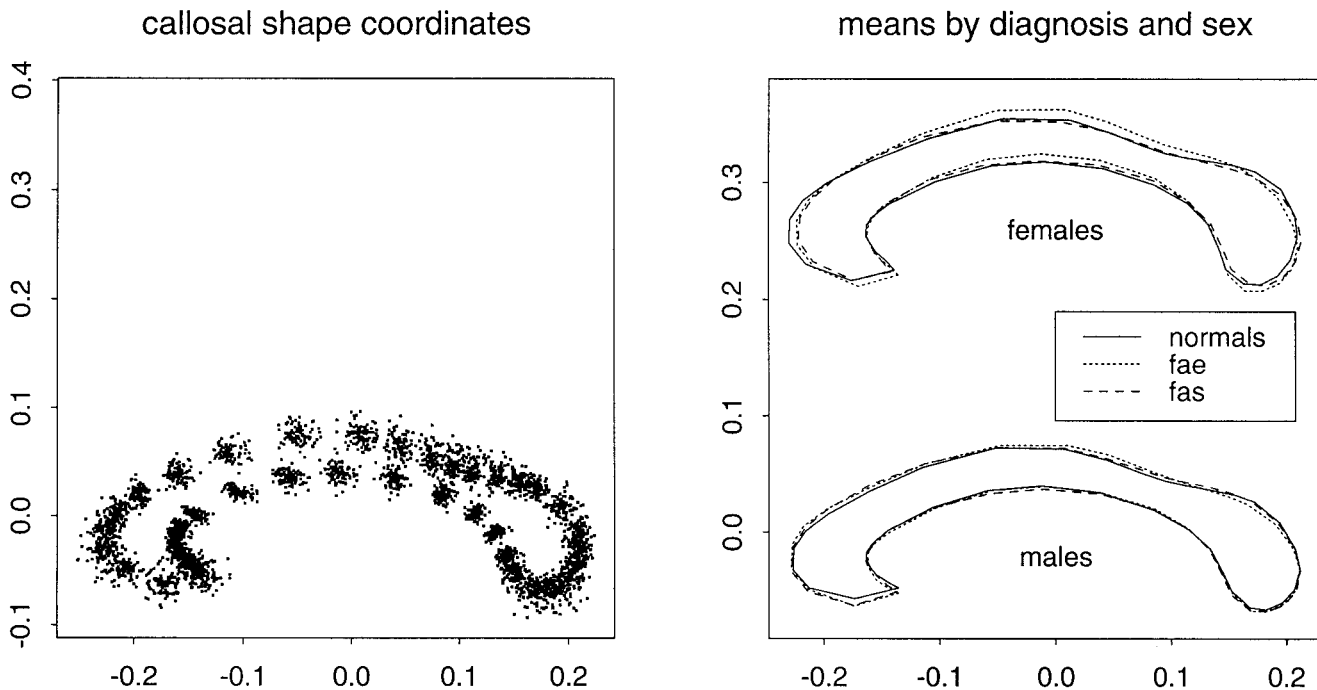 callosal shape coordinates
0.4
0.3
0.2
0.1
0.0
-0.1
-0.2 -0.1 0.0 0.1 0.2
means by diagnosis and sex
0.3
0.2
0.1
0.0
females
normals
fae
fas
males
-0.2 -0.1 0.0 0.1 0.2